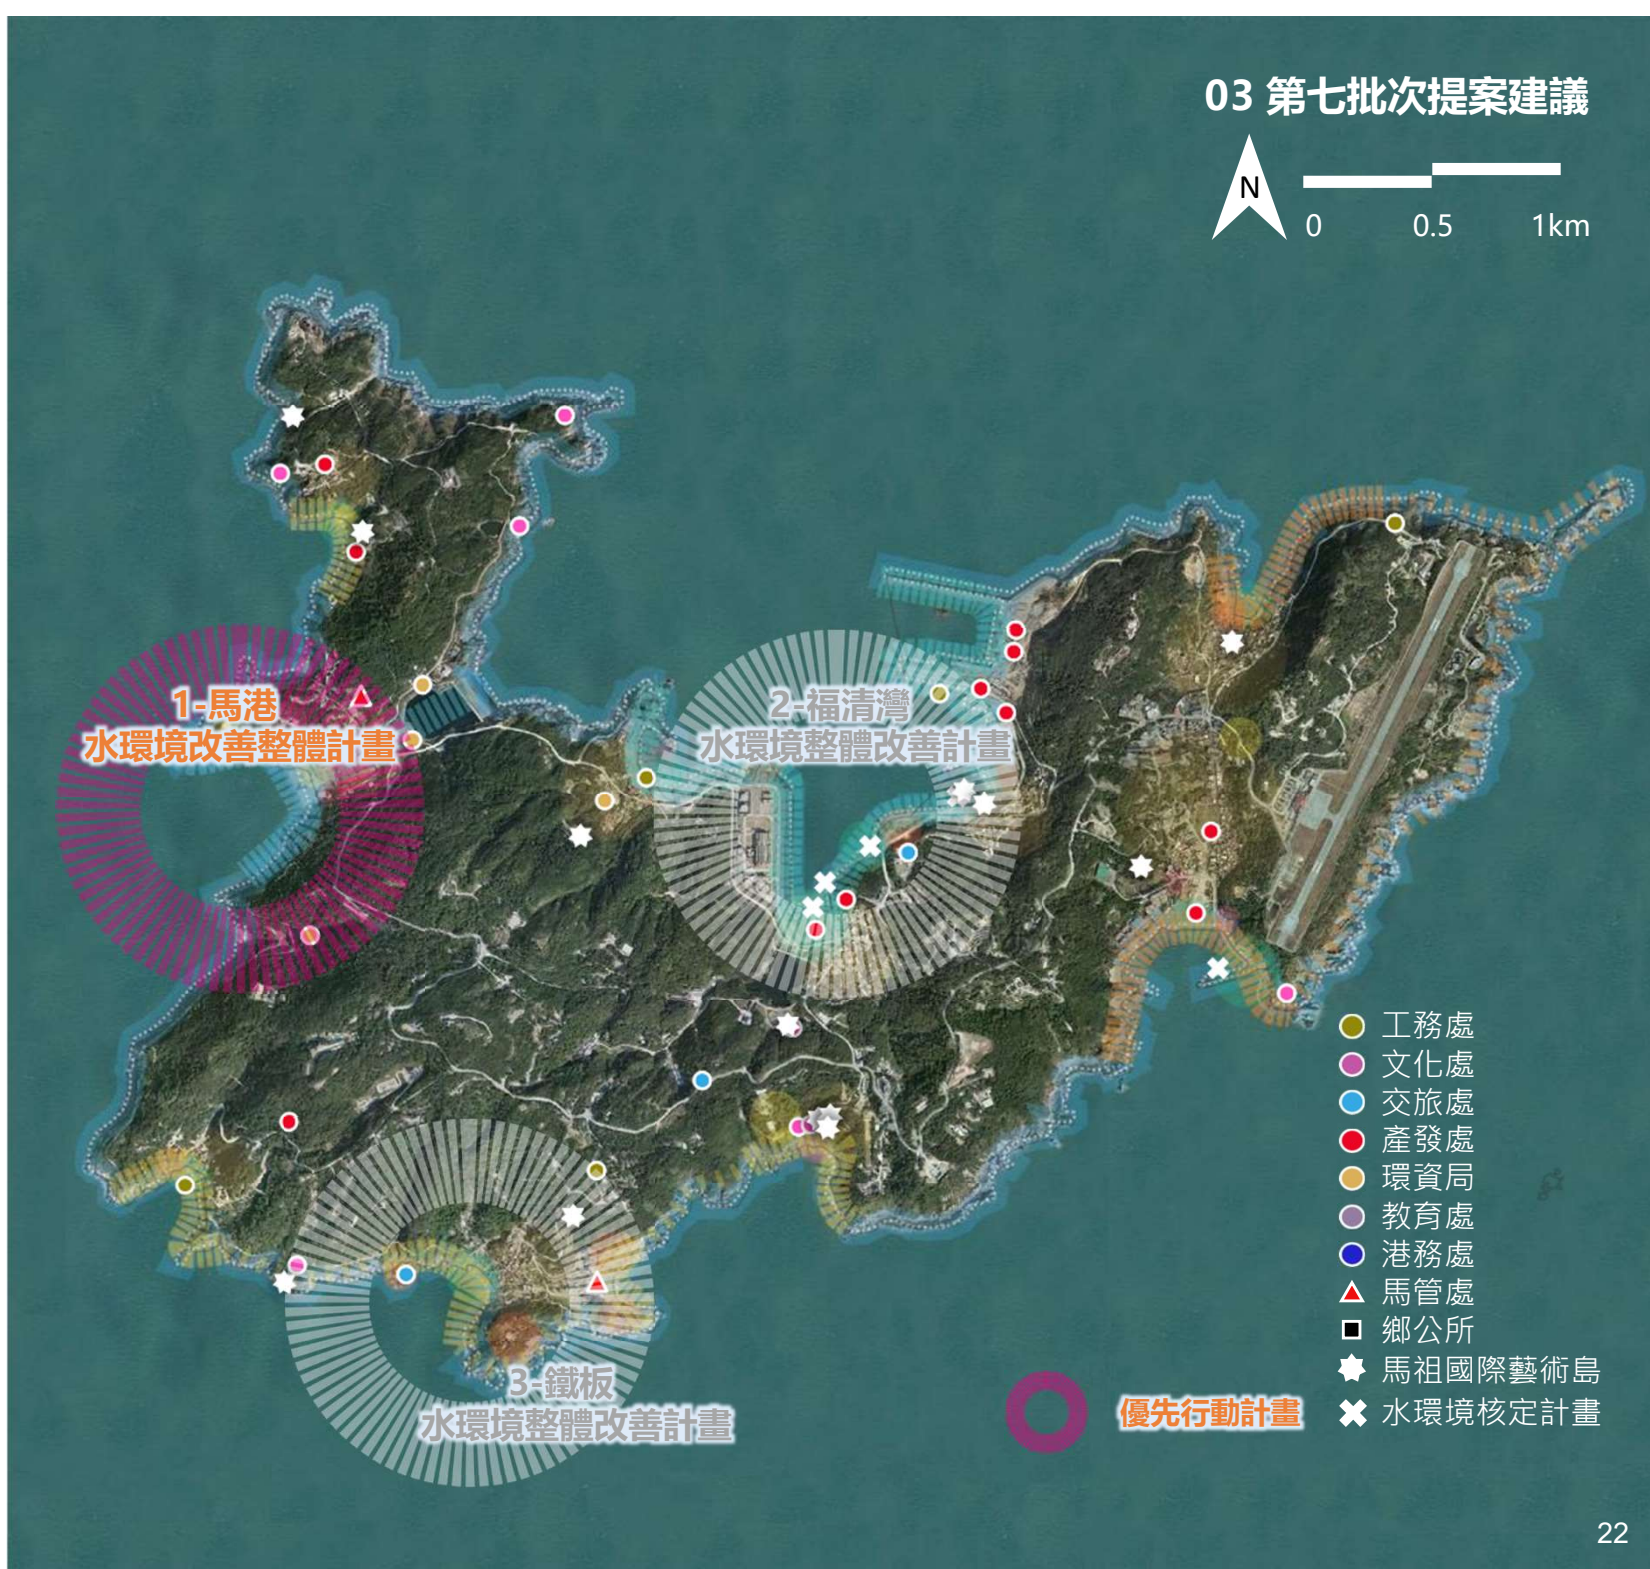 03 第七批次提案建議
N
0 0.5 1km
1-馬港
水環境改善整體計畫
2-福清灣
水環境整體改善計畫
3-鐵板
水環境整體改善計畫
優先行動計畫
工務處
文化處
交旅處
產發處
環資局
教育處
港務處
馬管處
鄉公所
馬祖國際藝術島
水環境核定計畫
22